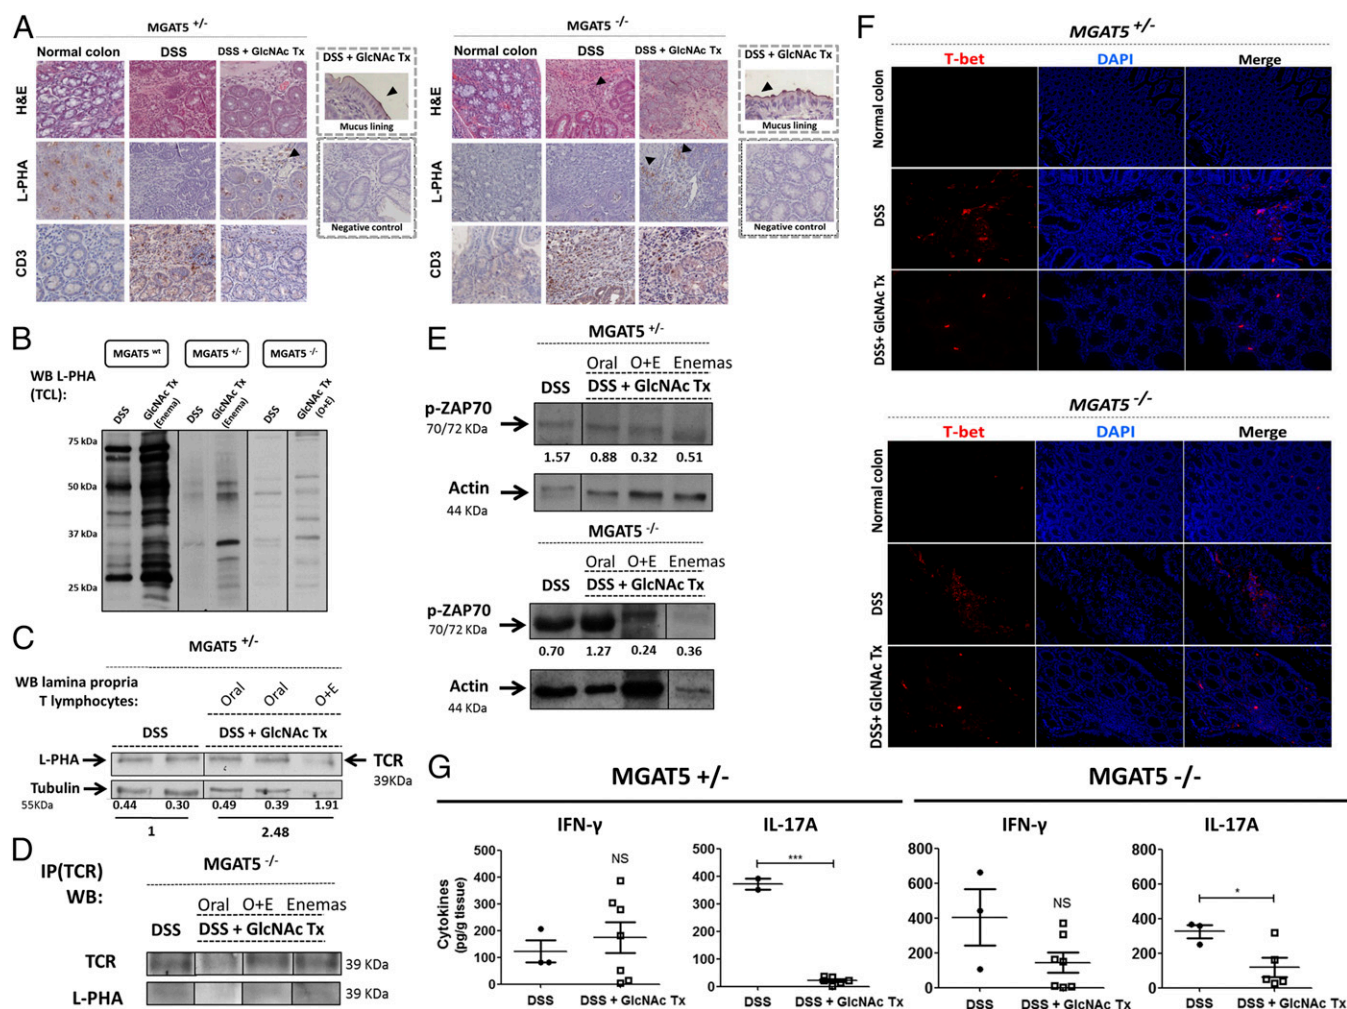 A
MGAT5 +/-
Normal colon DSS DSS + GlcNAc Tx
H&E
L-PHA
CD3
DSS + GlcNAc Tx
Mucus lining
Negative control
MGAT5 -/-
Normal colon DSS DSS + GlcNAc Tx
H&E
L-PHA
CD3
DSS + GlcNAc Tx
Mucus lining
Negative control
B
MGAT5 wt MGAT5 +/- MGAT5 -/-
WB L-PHA
(TCL):
DSS GlcNAc Tx (Enema) DSS GlcNAc Tx (Enema) DSS GlcNAc Tx (O+E)
75 kDa
50 kDa
37 kDa
25 kDa
C
MGAT5 +/-
WB lamina propria
T lymphocytes:
Oral Oral O+E
DSS DSS + GlcNAc Tx
L-PHA TCR
39KDa
Tubulin
55KDa
0.44 0.30 0.49 0.39 1.91
1 2.48
D
IP(TCR)
WB:
MGAT5 -/-
Oral O+E Enemas
DSS DSS + GlcNAc Tx
TCR 39 KDa
L-PHA 39 KDa
E
MGAT5 +/-
Oral O+E Enemas
DSS DSS + GlcNAc Tx
p-ZAP70
70/72 KDa
1.57 0.88 0.32 0.51
Actin
44 KDa
MGAT5 -/-
Oral O+E Enemas
DSS DSS + GlcNAc Tx
p-ZAP70
70/72 KDa
0.70 1.27 0.24 0.36
Actin
44 KDa
F
MGAT5 +/-
T-bet DAPI Merge
Normal colon
DSS
DSS+ GlcNAc Tx
MGAT5 -/-
T-bet DAPI Merge
Normal colon
DSS
DSS+ GlcNAc Tx
G
MGAT5 +/-
IFN-γ
Cytokines
(pg/g tissue)
500
400
300
200
100
0
NS
DSS DSS + GlcNAc Tx
IL-17A
500
400
300
200
100
0
***
DSS DSS + GlcNAc Tx
MGAT5 -/-
IFN-γ
800
600
400
200
0
NS
DSS DSS + GlcNAc Tx
IL-17A
800
600
400
200
0
*
DSS DSS + GlcNAc Tx